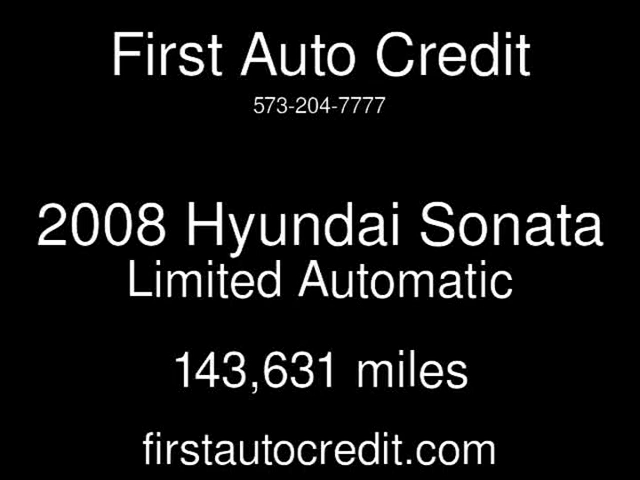 First Auto Credit
573-204-7777
2008 Hyundai Sonata
Limited Automatic
143,631 miles
firstautocredit.com